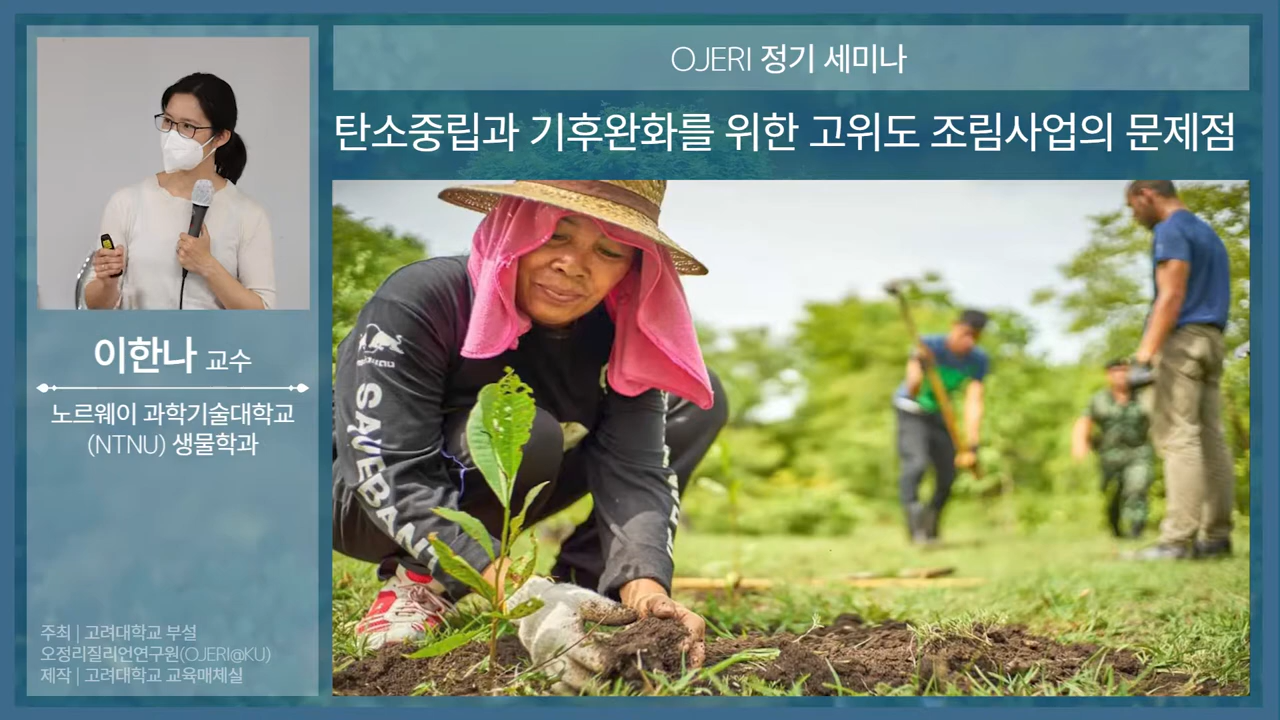 OJERI 정기 세미나
탄소중립과 기후완화를 위한 고위도 조림사업의 문제점
이한나 교수
노르웨이 과학기술대학교
(NTNU) 생물학과
주최 | 고려대학교 부설
오정리질리언연구원(OJERI@KU)
제작 | 고려대학교 교육매체실